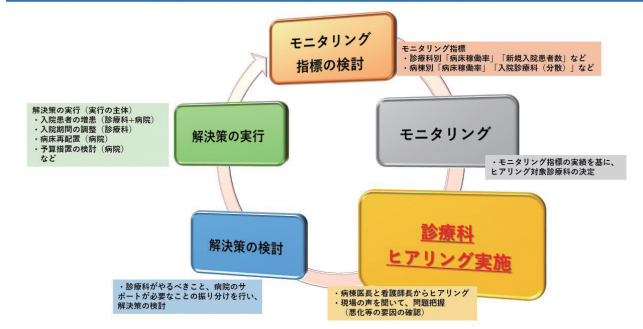 モニタリング
指標の検討
モニタリング指標
・診療科別「病床稼働率」「新規入院患者数」など
・病棟別「病床稼働率」「入院診療科（分散）」など
モニタリング
・モニタリング指標の実績を基に、
ヒアリング対象診療科の決定
診療科
ヒアリング実施
・病棟医長と看護師長からヒアリング
・現場の声を聞いて、問題把握
（悪化等の要因の確認）
解決策の検討
・診療科がやるべきこと、病院のサ
ポートが必要なことの振り分けを行い、
解決策の検討
解決策の実行
解決策の実行（実行の主体）
・入院患者の増患（診療科+病院）
・入院期間の調整（診療科）
・病床再配置（病院）
・予算措置の検討（病院）
など